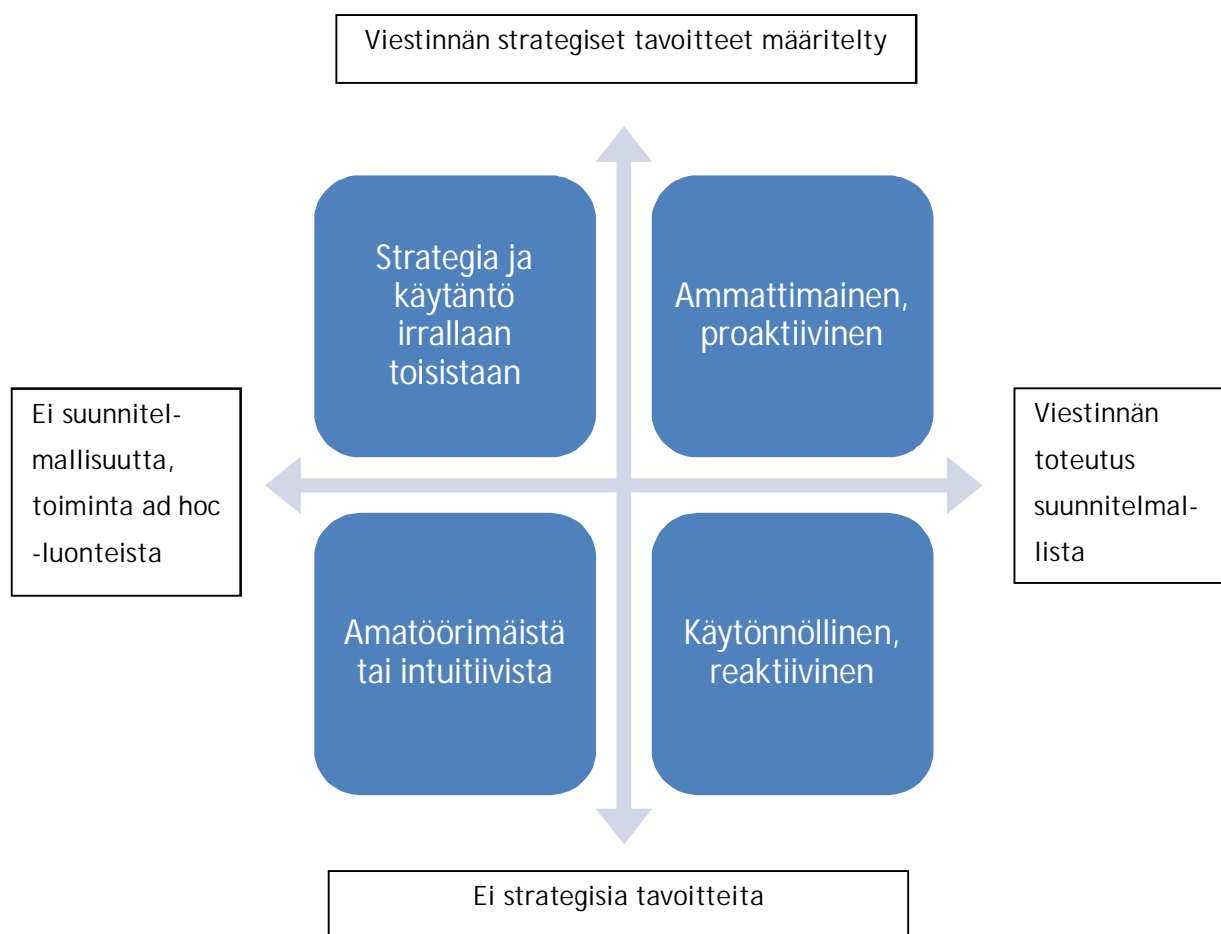 Viestinnän strategiset tavoitteet määritelty
Strategia ja
käytäntö
irrallaan
toisistaan
Ammattimainen,
proaktiivinen
Ei suunnitel-
mallisuutta,
toiminta ad hoc
-luonteista
Viestinnän
toteutus
suunnitelmal-
lista
Amatöörimäistä
tai intuitiivista
Käytönnöllinen,
reaktiivinen
Ei strategisia tavoitteita